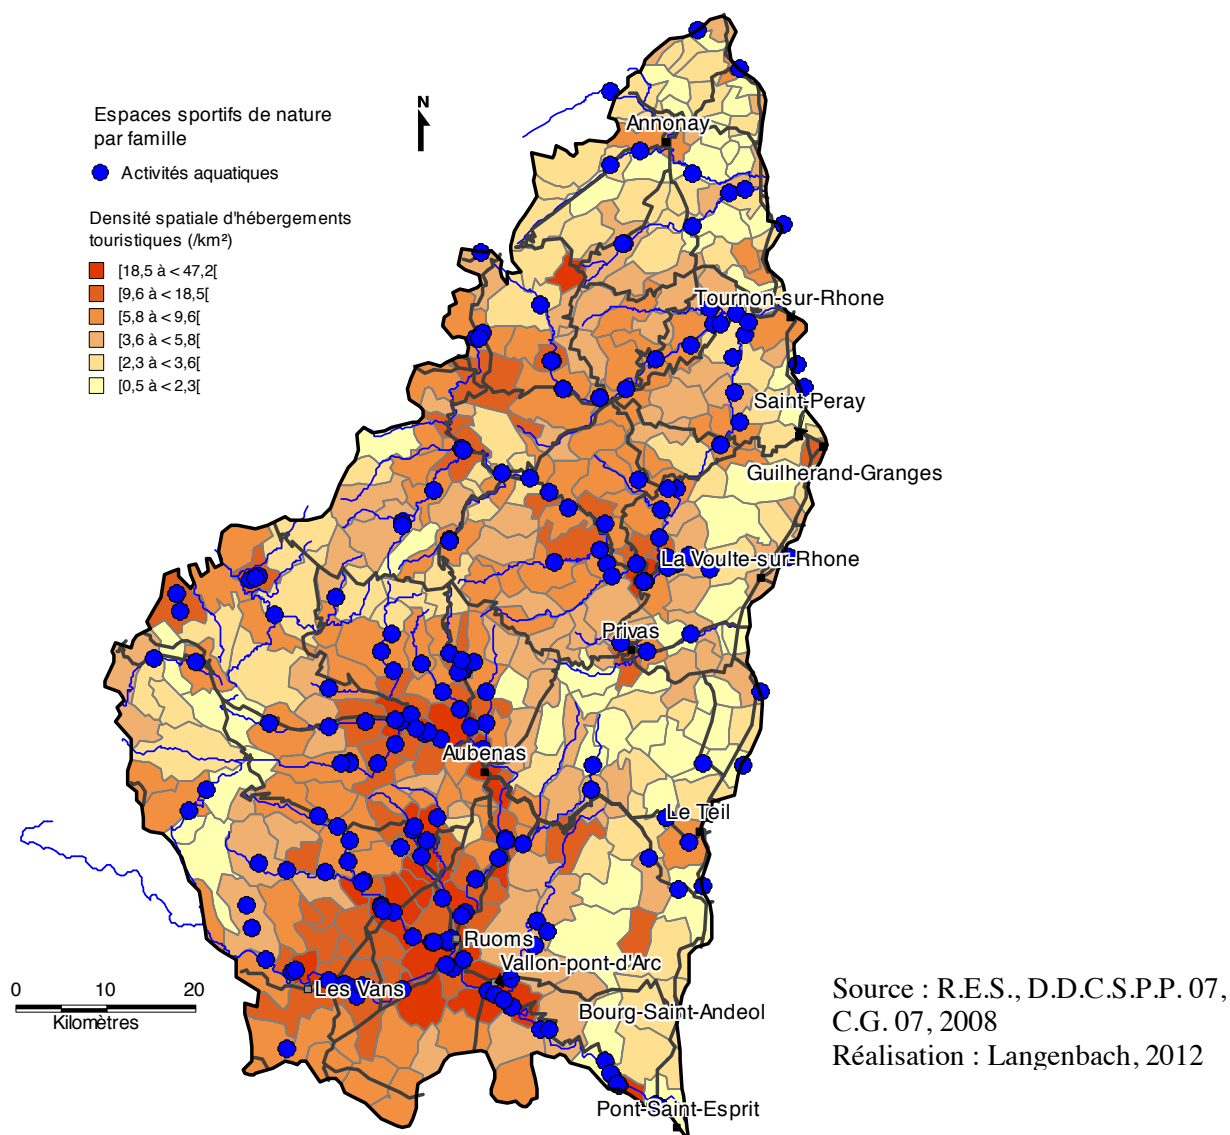 Espaces sportifs de nature
par famille
Activités aquatiques
Densité spatiale d'hébergements
touristiques (/km²)
[18,5 à < 47,2[
[9,6 à < 18,5[
[5,8 à < 9,6[
[3,6 à < 5,8[
[2,3 à < 3,6[
[0,5 à < 2,3[
N
Annonay
Tournon-sur-Rhone
Saint-Peray
Guilherand-Granges
La Voulte-sur-Rhone
Privas
Aubenas
Le Teil
Ruoms
Vallon-pont-d'Arc
Les Vans
Bourg-Saint-Andeol
Pont-Saint-Esprit
0 10 20
Kilomètres
Source : R.E.S., D.D.C.S.P.P. 07,
C.G. 07, 2008
Réalisation : Langenbach, 2012